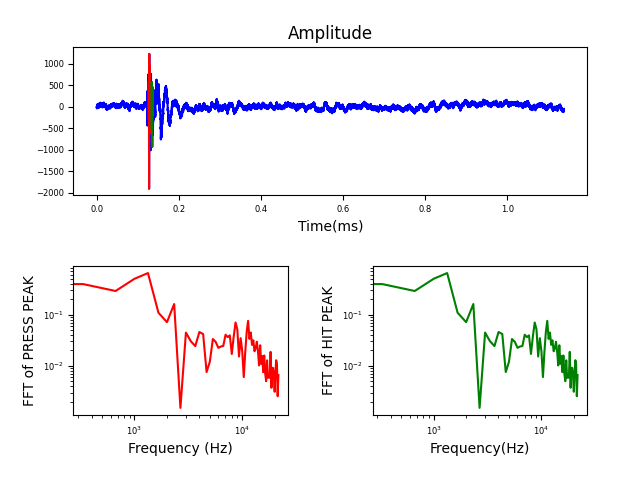 Amplitude
1000
500
0
−500
−1000
−1500
−2000
0.0 0.2 0.4 0.6 0.8 1.0
Time(ms)
FFT of PRESS PEAK
10⁻¹
10⁻²
10³ 10⁴
Frequency (Hz)
FFT of HIT PEAK
10⁻¹
10⁻²
10³ 10⁴
Frequency(Hz)